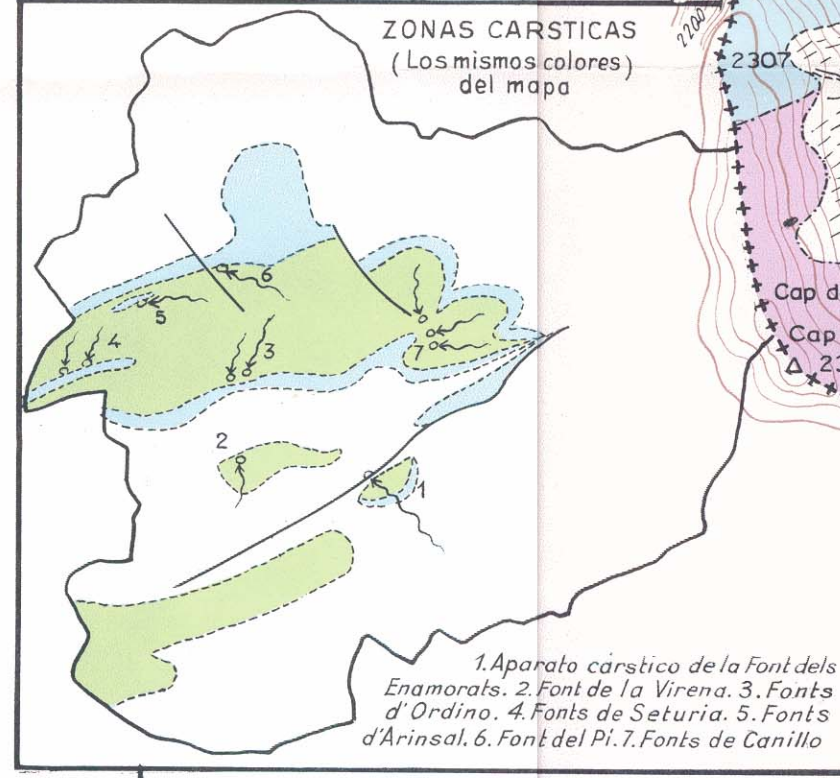 ZONAS CARSTICAS
(Los mismos colores)
del mapa
2200
2307
Cap d
Cap
2
6
5
4
3
7
2
1
1. Aparato cárstico de la Font dels
Enamorats. 2. Font de la Virena. 3. Fonts
d'Ordino. 4. Fonts de Seturia. 5. Fonts
d'Arinsal. 6. Font del Pí. 7. Fonts de Canillo